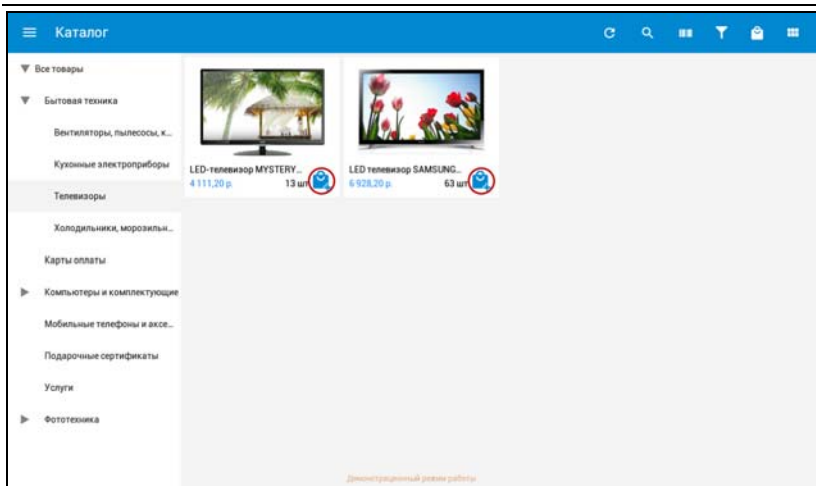 Каталог
Все товары
Бытовая техника
Вентиляторы, пылесосы, к...
Кухонные электроприборы
Телевизоры
Холодильники, морозильн...
Карты оплаты
Компьютеры и комплектующие
Мобильные телефоны и аксе...
Подарочные сертификаты
Услуги
Фототехника
LED-телевизор MYSTERY...
4 111,20 р. 13 шт
LED телевизор SAMSUNG...
6 928,20 р. 63 шт
Демонстрационный режим работы